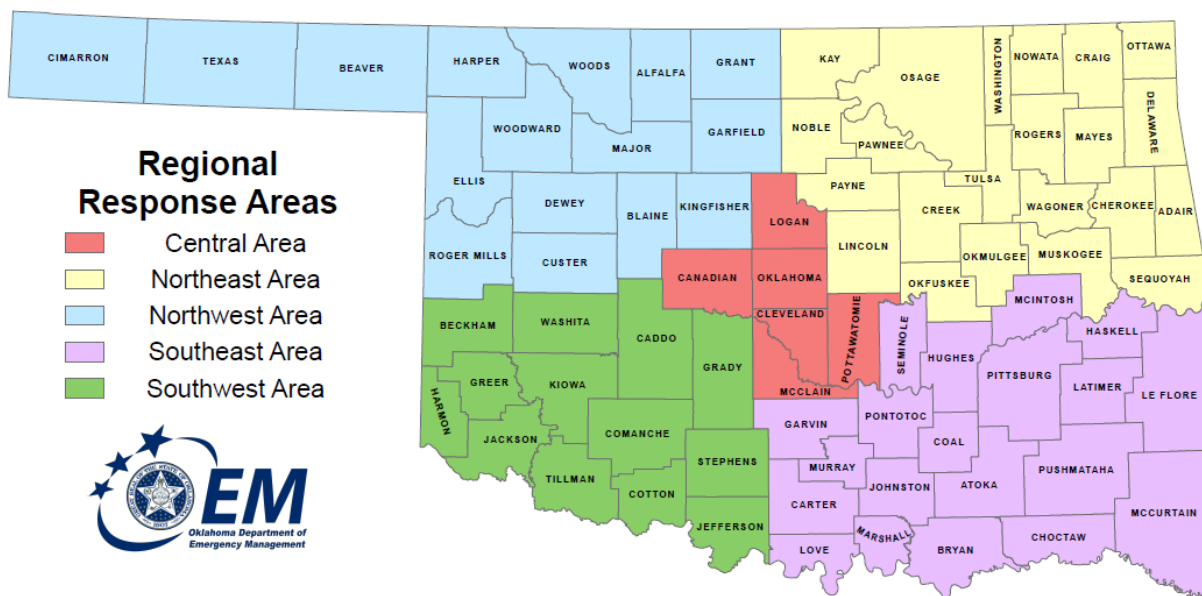 Regional
Response Areas
Central Area
Northeast Area
Northwest Area
Southeast Area
Southwest Area
EM
Oklahoma Department of
Emergency Management
CIMARRON
TEXAS
BEAVER
HARPER
WOODS
ALFALFA
GRANT
KAY
OSAGE
WASHINGTON
NOWATA
CRAIG
OTTAWA
DELAWARE
WOODWARD
MAJOR
GARFIELD
NOBLE
PAWNEE
ROGERS
MAYES
ELLIS
DEWEY
BLAINE
KINGFISHER
LOGAN
PAYNE
CREEK
TULSA
WAGONER
CHEROKEE
ADAIR
ROGER MILLS
CUSTER
CANADIAN
OKLAHOMA
LINCOLN
OKMULGEE
MUSKOGEE
OKFUSKEE
SEQUOYAH
MCINTOSH
BECKHAM
WASHITA
CADDO
GRADY
CLEVELAND
POTTAWATOMIE
SEMINOLE
HUGHES
HASKELL
PITTSBURG
LATIMER
LE FLORE
HARMON
GREER
KIOWA
MCCLAIN
JACKSON
COMANCHE
GARVIN
PONTOTOC
COAL
TILLMAN
COTTON
STEPHENS
MURRAY
JOHNSTON
ATOKA
PUSHMATAHA
CARTER
MCCURTAIN
JEFFERSON
LOVE
MARSHALL
BRYAN
CHOCTAW